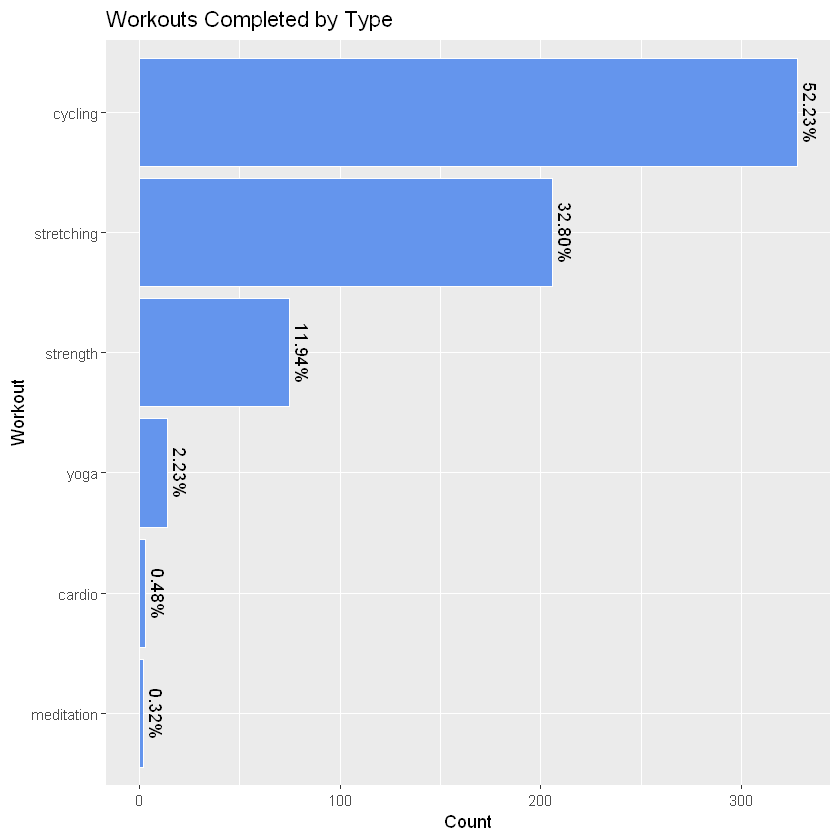 Workouts Completed by Type
Workout
cycling
52.23%
stretching
32.80%
strength
11.94%
yoga
2.23%
cardio
0.48%
meditation
0.32%
0
100
200
300
Count